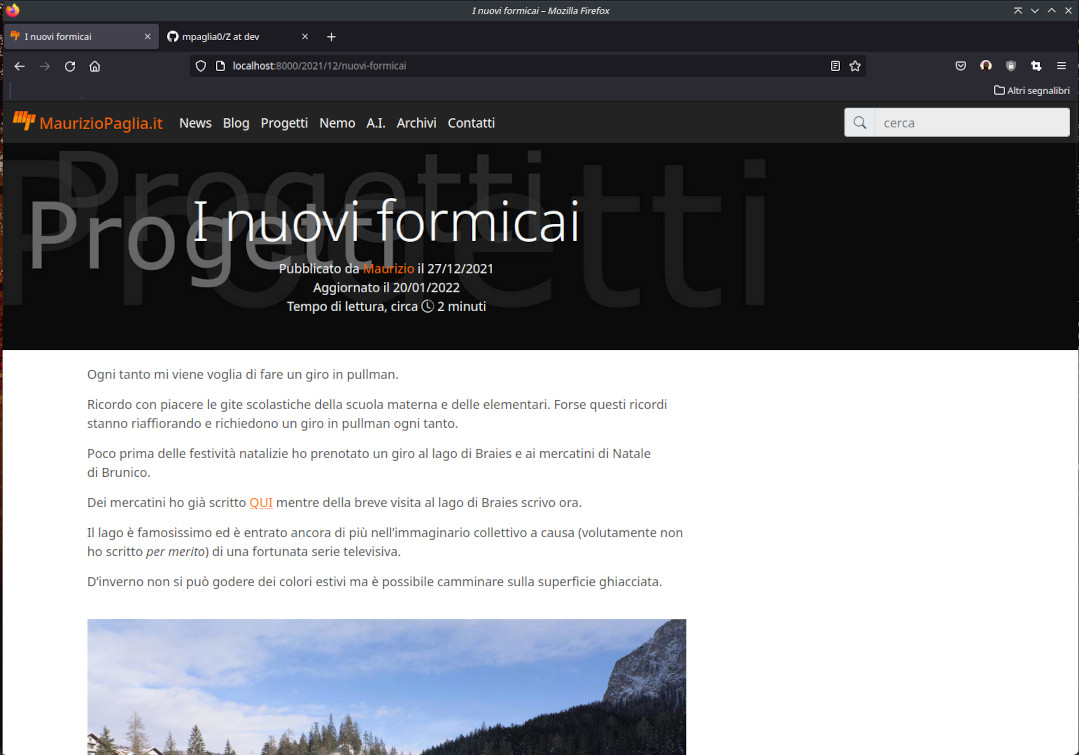 I nuovi formicai – Mozilla Firefox
I nuovi formicai
mpaglia0/Z at dev
localhost:8000/2021/12/nuovi-formicai
Altri segnalibri
MaurizioPaglia.it News Blog Progetti Nemo A.I. Archivi Contatti cerca
Progetti
Progetti
Progetti
I nuovi formicai
Pubblicato da Maurizio il 27/12/2021
Aggiornato il 20/01/2022
Tempo di lettura, circa 2 minuti
Ogni tanto mi viene voglia di fare un giro in pullman.
Ricordo con piacere le gite scolastiche della scuola materna e delle elementari. Forse questi ricordi
stanno riaffiorando e richiedono un giro in pullman ogni tanto.
Poco prima delle festività natalizie ho prenotato un giro al lago di Braies e ai mercatini di Natale
di Brunico.
Dei mercatini ho già scritto QUI mentre della breve visita al lago di Braies scrivo ora.
Il lago è famosissimo ed è entrato ancora di più nell’immaginario collettivo a causa (volutamente non
ho scritto per merito) di una fortunata serie televisiva.
D’inverno non si può godere dei colori estivi ma è possibile camminare sulla superficie ghiacciata.